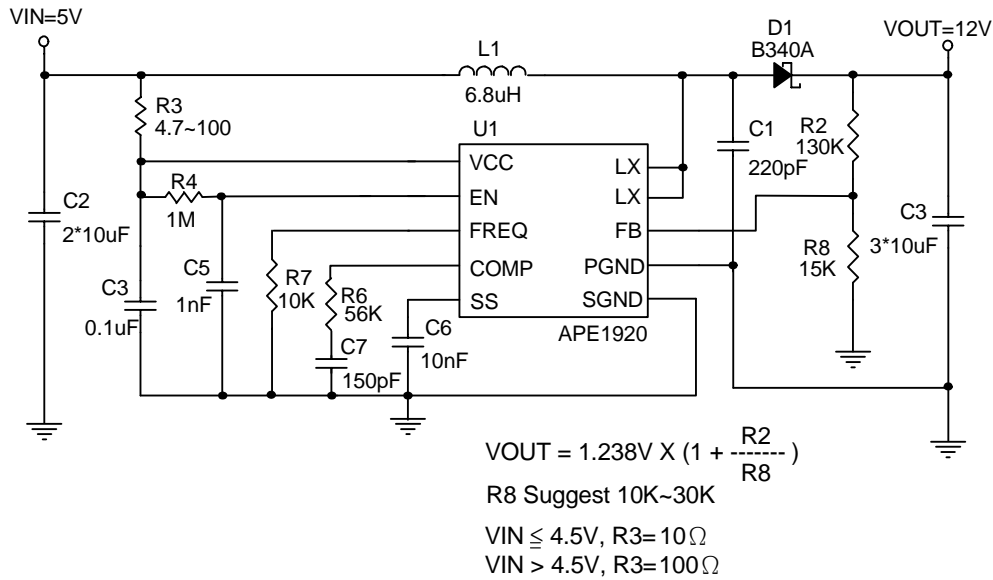 VIN=5V
VOUT=12V
D1
B340A
L1
6.8uH
R3
4.7~100
U1
C1
220pF
R2
130K
VCC
LX
R4
1M
EN
LX
C2
2*10uF
FREQ
FB
C3
3*10uF
C5
1nF
R7
10K
R6
56K
COMP
PGND
R8
15K
C3
0.1uF
SS
SGND
C6
10nF
C7
150pF
APE1920
VOUT = 1.238V X (1 + R2 ------- R8 )
R8 Suggest 10K~30K
VIN ≦ 4.5V, R3=10Ω
VIN > 4.5V, R3=100Ω